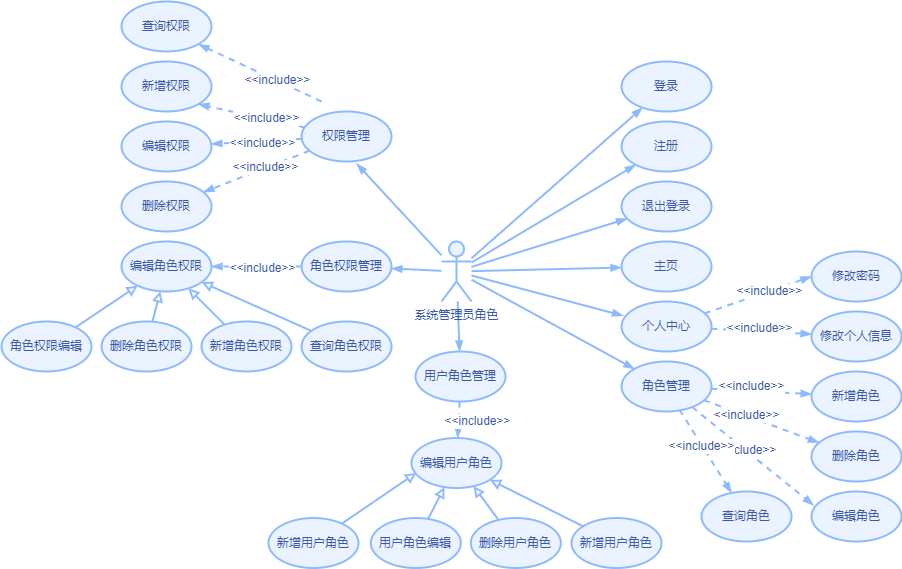 查询权限
<<include>>
新增权限
登录
<<include>>
权限管理
编辑权限
<<include>>
注册
<<include>>
删除权限
退出登录
编辑角色权限
<<include>>
角色权限管理
主页
修改密码
<<include>>
系统管理员角色
个人中心
<<include>>
修改个人信息
角色权限编辑
删除角色权限
新增角色权限
查询角色权限
用户角色管理
角色管理
<<include>>
新增角色
<<include>>
<<include>>
删除角色
<<include>>
clude>>
编辑用户角色
查询角色
编辑角色
新增用户角色
用户角色编辑
删除用户角色
新增用户角色